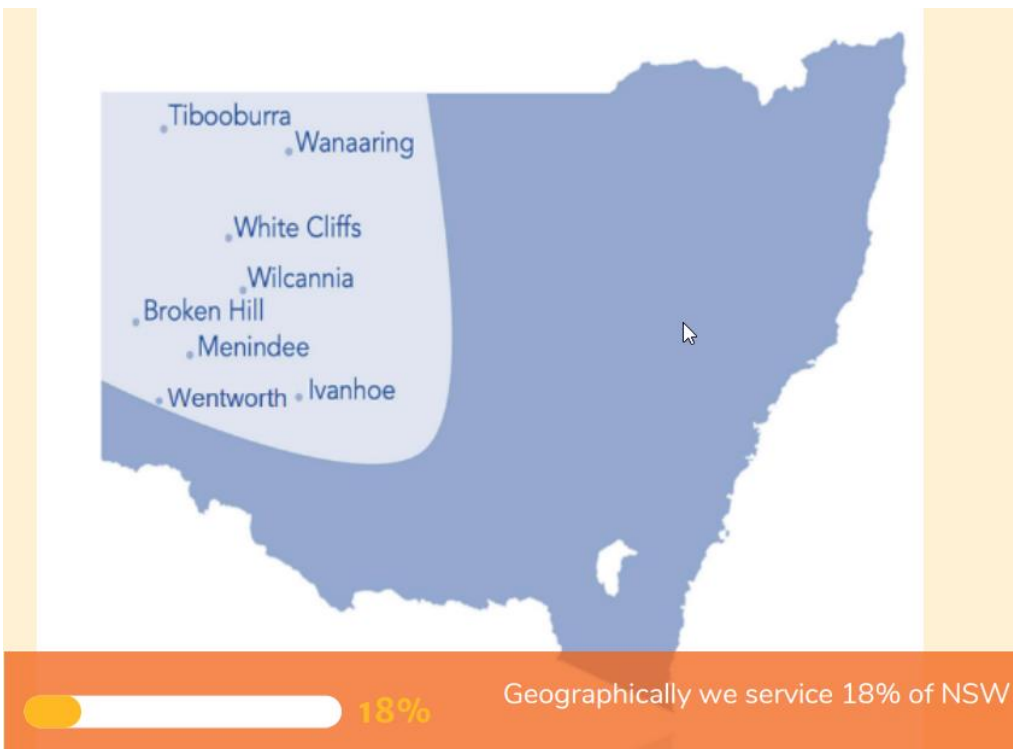 Tibooburra
Wanaaring
White Cliffs
Wilcannia
Broken Hill
Menindee
Wentworth
Ivanhoe
18%
Geographically we service 18% of NSW